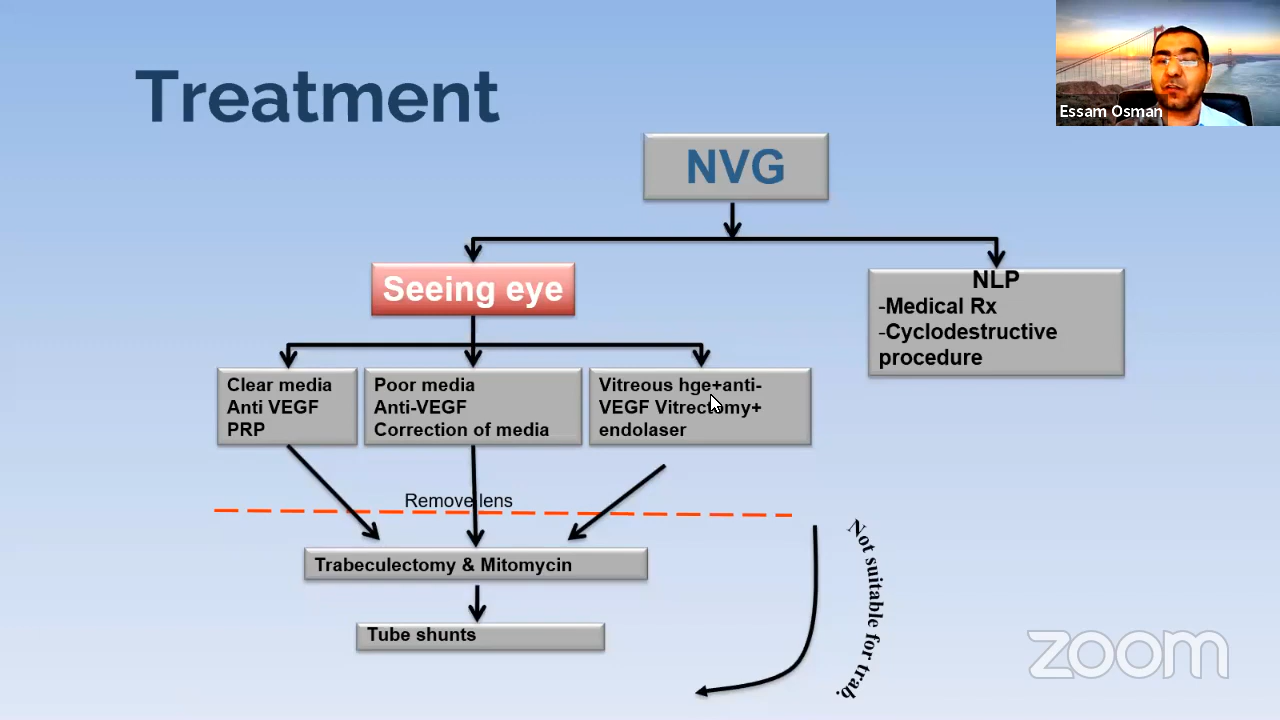 Treatment
Essam Osman
NVG
Seeing eye
NLP
-Medical Rx
-Cyclodestructive
procedure
Clear media
Anti VEGF
PRP
Poor media
Anti-VEGF
Correction of media
Vitreous hge+anti-
VEGF Vitrectomy+
endolaser
Remove lens
Trabeculectomy & Mitomycin
Tube shunts
Not suitable for trab.
zoom